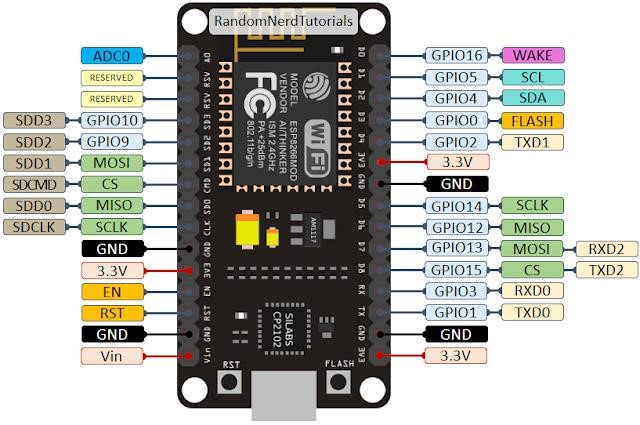 RandomNerdTutorials
ADC0
RESERVED
RESERVED
SDD3 GPIO10
SDD2 GPIO9
SDD1 MOSI
SDCMD CS
SDD0 MISO
SDCLK SCLK
GND
3.3V
EN
RST
GND
Vin
A0
RSV
RSV
SD3
SD2
SD1
CMD
SD0
CLK
GND
3V3
EN
RST
GND
Vin
MODEL
VENDOR
ESP8266MOD
AI/THINKER
ISM 2.4GHz
PA +25dBm
802.11b/g/n
FC
Wi Fi
AM1117
SILABS
CP2102
RST
FLASH
D0
D1
D2
D3
D4
3V3
GND
D5
D6
D7
D8
RX
TX
GND
3V3
GPIO16 WAKE
GPIO5 SCL
GPIO4 SDA
GPIO0 FLASH
GPIO2 TXD1
3.3V
GND
GPIO14 SCLK
GPIO12 MISO
GPIO13 MOSI RXD2
GPIO15 CS TXD2
GPIO3 RXD0
GPIO1 TXD0
GND
3.3V